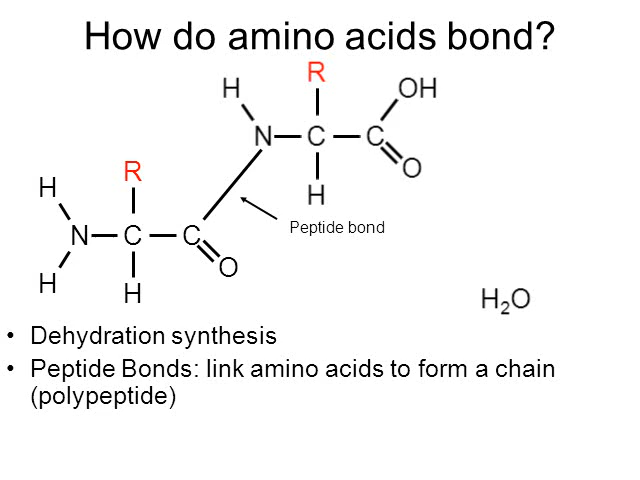 How do amino acids bond?
R
H OH
N C C
O
H
R
H
Peptide bond
N C C
O
H
H
H₂O
• Dehydration synthesis
• Peptide Bonds: link amino acids to form a chain
(polypeptide)